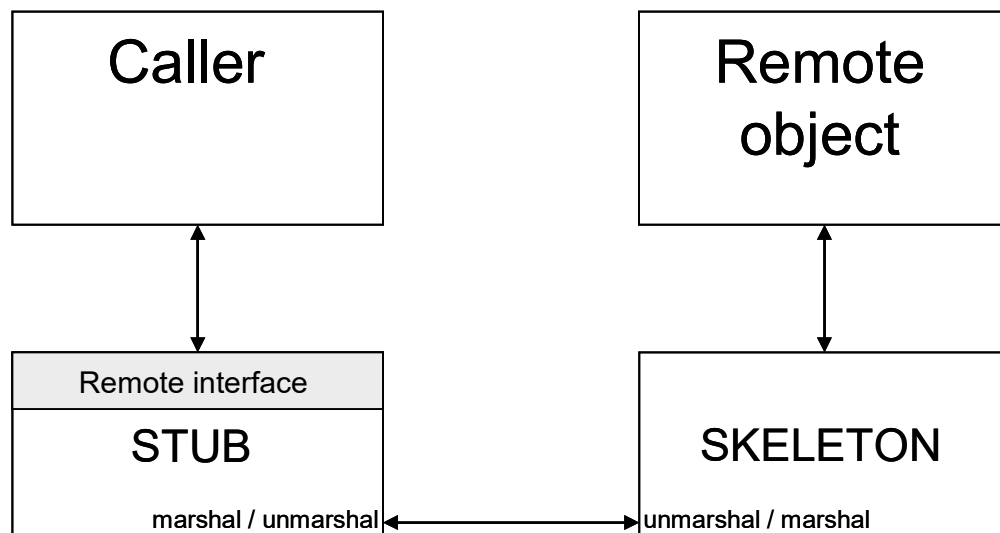 Caller
Remote
object
Remote interface
STUB
SKELETON
marshal / unmarshal
unmarshal / marshal